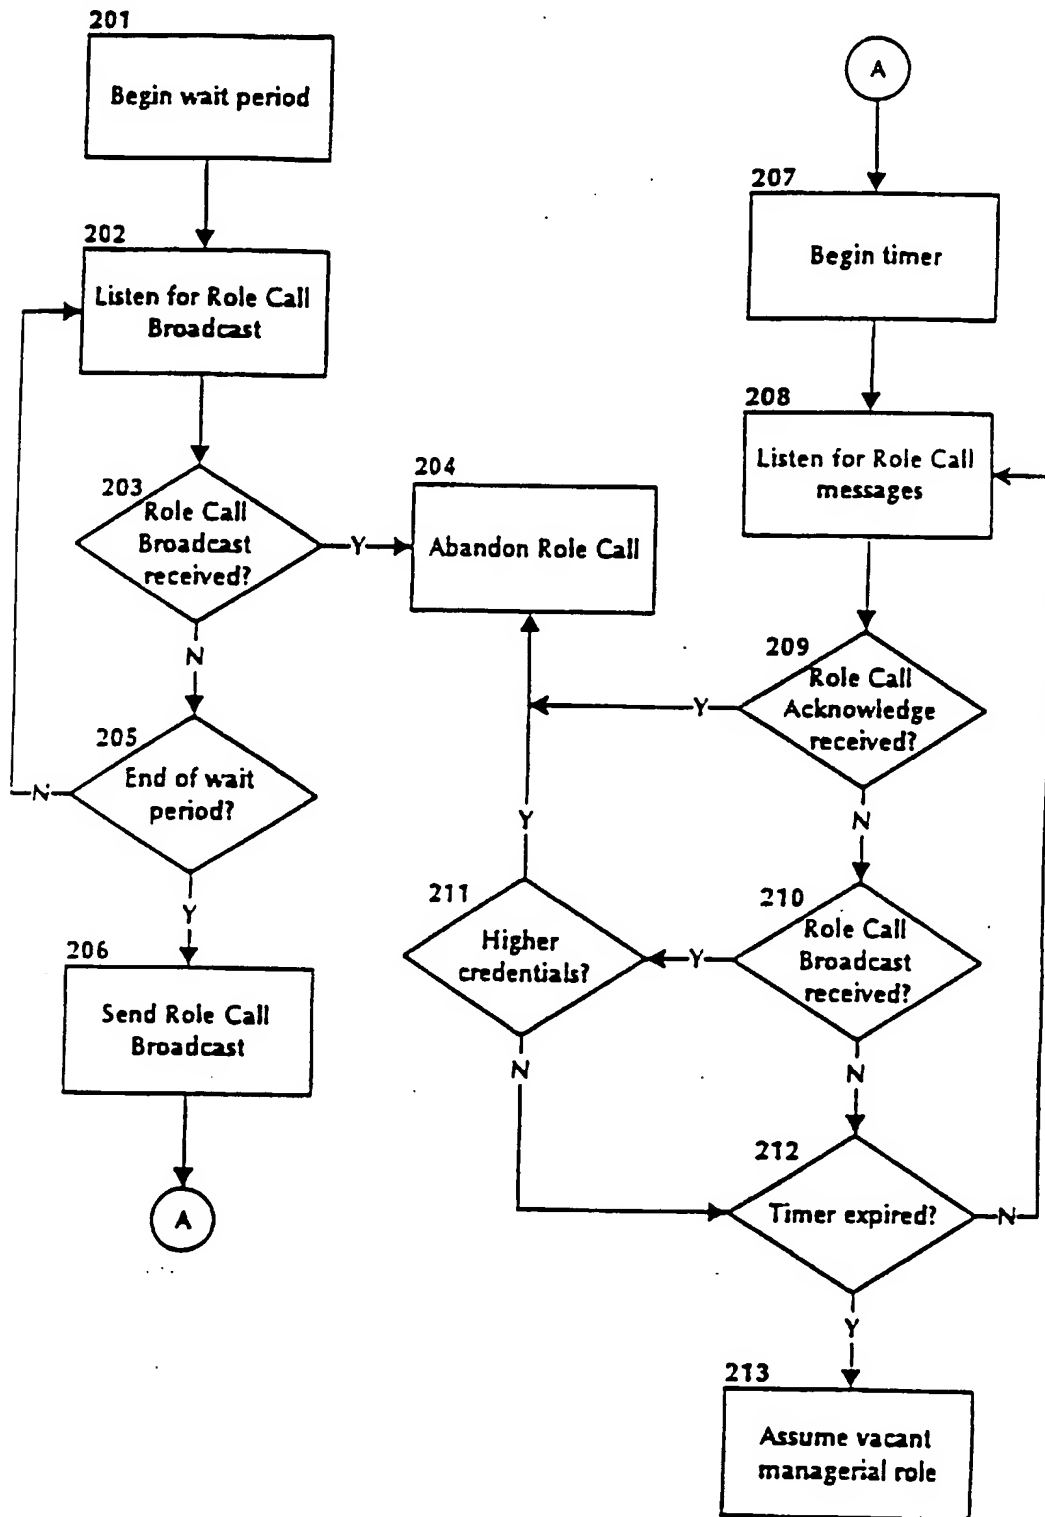 201
Begin wait period
202
Listen for Role Call
Broadcast
203
Role Call
Broadcast
received?
Y
204
Abandon Role Call
N
205
End of wait
period?
N
Y
206
Send Role Call
Broadcast
A
A
207
Begin timer
208
Listen for Role Call
messages
209
Role Call
Acknowledge
received?
Y
N
210
Role Call
Broadcast
received?
Y
211
Higher
credentials?
Y
N
N
212
Timer expired?
N
Y
213
Assume vacant
managerial role